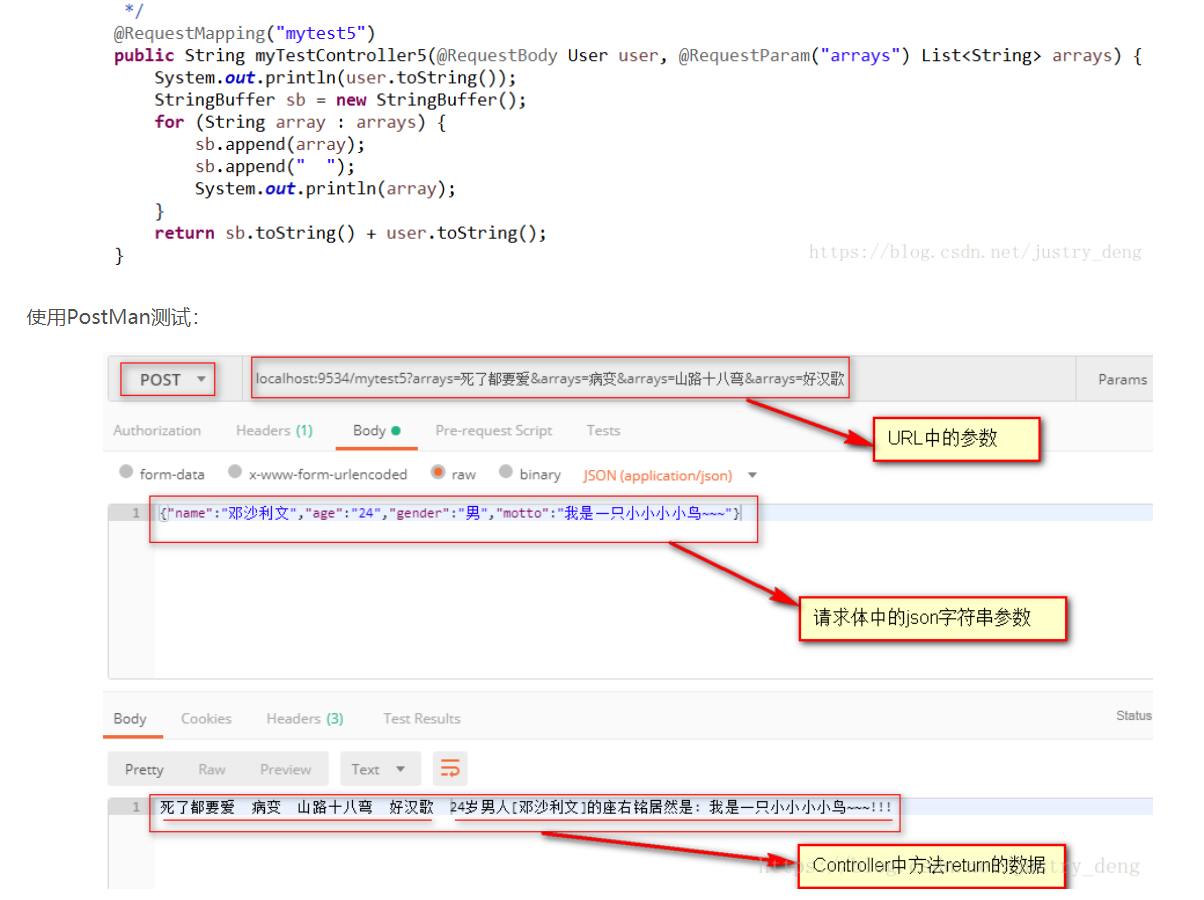 */
@RequestMapping("mytest5")
public String myTestController5(@RequestBody User user, @RequestParam("arrays") List<String> arrays) {
System.out.println(user.toString());
StringBuffer sb = new StringBuffer();
for (String array : arrays) {
sb.append(array);
sb.append("  ");
System.out.println(array);
}
return sb.toString() + user.toString();
}
https://blog.csdn.net/justry_deng
使用PostMan测试：
POST localhost:9534/mytest5?arrays=死了都要爱&arrays=病变&arrays=山路十八弯&arrays=好汉歌 Params
Authorization Headers (1) Body Pre-request Script Tests
URL中的参数
form-data x-www-form-urlencoded raw binary JSON (application/json)
1 {"name":"邓沙利文","age":"24","gender":"男","motto":"我是一只小小小小鸟~~~"}
请求体中的json字符串参数
Body Cookies Headers (3) Test Results Status
Pretty Raw Preview Text
1 死了都要爱  病变  山路十八弯  好汉歌  24岁男人[邓沙利文]的座右铭居然是: 我是一只小小小小鸟~~~!!!
Controller中方法return的数据